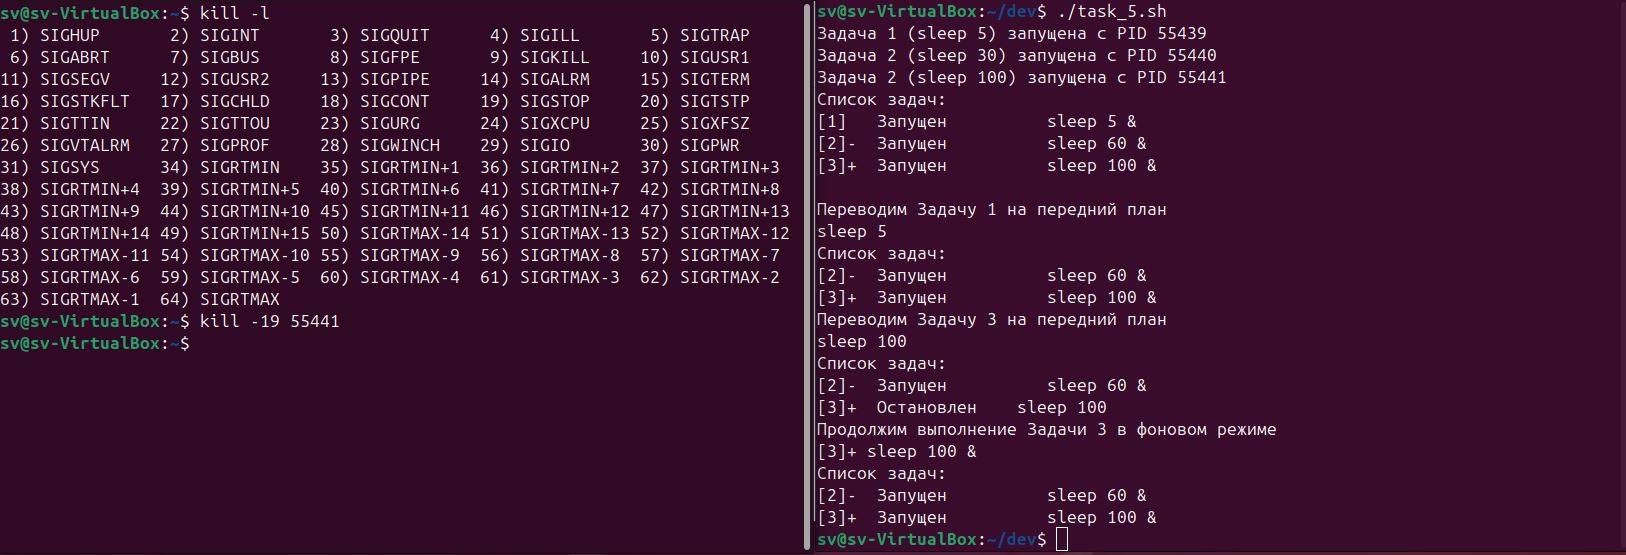 sv@sv-VirtualBox:~$ kill -l
 1) SIGHUP       2) SIGINT       3) SIGQUIT      4) SIGILL       5) SIGTRAP
 6) SIGABRT      7) SIGBUS       8) SIGFPE       9) SIGKILL     10) SIGUSR1
11) SIGSEGV     12) SIGUSR2     13) SIGPIPE     14) SIGALRM     15) SIGTERM
16) SIGSTKFLT   17) SIGCHLD     18) SIGCONT     19) SIGSTOP     20) SIGTSTP
21) SIGTTIN     22) SIGTTOU     23) SIGURG      24) SIGXCPU     25) SIGXFSZ
26) SIGVTALRM   27) SIGPROF     28) SIGWINCH    29) SIGIO       30) SIGPWR
31) SIGSYS      34) SIGRTMIN    35) SIGRTMIN+1  36) SIGRTMIN+2  37) SIGRTMIN+3
38) SIGRTMIN+4  39) SIGRTMIN+5  40) SIGRTMIN+6  41) SIGRTMIN+7  42) SIGRTMIN+8
43) SIGRTMIN+9  44) SIGRTMIN+10 45) SIGRTMIN+11 46) SIGRTMIN+12 47) SIGRTMIN+13
48) SIGRTMIN+14 49) SIGRTMIN+15 50) SIGRTMAX-14 51) SIGRTMAX-13 52) SIGRTMAX-12
53) SIGRTMAX-11 54) SIGRTMAX-10 55) SIGRTMAX-9  56) SIGRTMAX-8  57) SIGRTMAX-7
58) SIGRTMAX-6  59) SIGRTMAX-5  60) SIGRTMAX-4  61) SIGRTMAX-3  62) SIGRTMAX-2
63) SIGRTMAX-1  64) SIGRTMAX
sv@sv-VirtualBox:~$ kill -19 55441
sv@sv-VirtualBox:~$
sv@sv-VirtualBox:~/dev$ ./task_5.sh
Задача 1 (sleep 5) запущена с PID 55439
Задача 2 (sleep 30) запущена с PID 55440
Задача 2 (sleep 100) запущена с PID 55441
Список задач:
[1]   Запущен          sleep 5 &
[2]-  Запущен          sleep 60 &
[3]+  Запущен          sleep 100 &
Переводим Задачу 1 на передний план
sleep 5
Список задач:
[2]-  Запущен          sleep 60 &
[3]+  Запущен          sleep 100 &
Переводим Задачу 3 на передний план
sleep 100
Список задач:
[2]-  Запущен          sleep 60 &
[3]+  Остановлен    sleep 100
Продолжим выполнение Задачи 3 в фоновом режиме
[3]+ sleep 100 &
Список задач:
[2]-  Запущен          sleep 60 &
[3]+  Запущен          sleep 100 &
sv@sv-VirtualBox:~/dev$